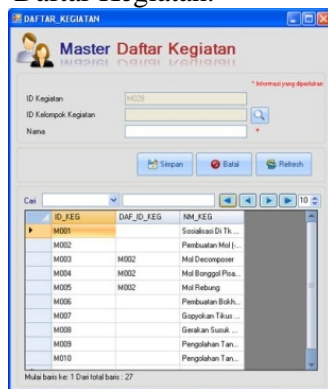 Daftar Kegiatan.
DAFTAR_KEGIATAN
Master Daftar Kegiatan
* Informasi yang diperlukan
ID Kegiatan M028
ID Kelompok Kegiatan
Nama *
Simpan Batal Refresh
Cari 10
ID_KEG DAF_ID_KEG NM_KEG
M001 Sosialisasi Di Tk ...
M002 Pembuatan Mol (-...
M003 M002 Mol Decomposer
M004 M002 Mol Bonggol Pisa...
M005 M002 Mol Rebung
M006 Pembuatan Bokh...
M007 Gopyokan Tikus ...
M008 Gerakan Susuk ...
M009 Pengolahan Tan...
M010 Pengolahan Tan...
Mulai baris ke: 1 Dari total baris : 27